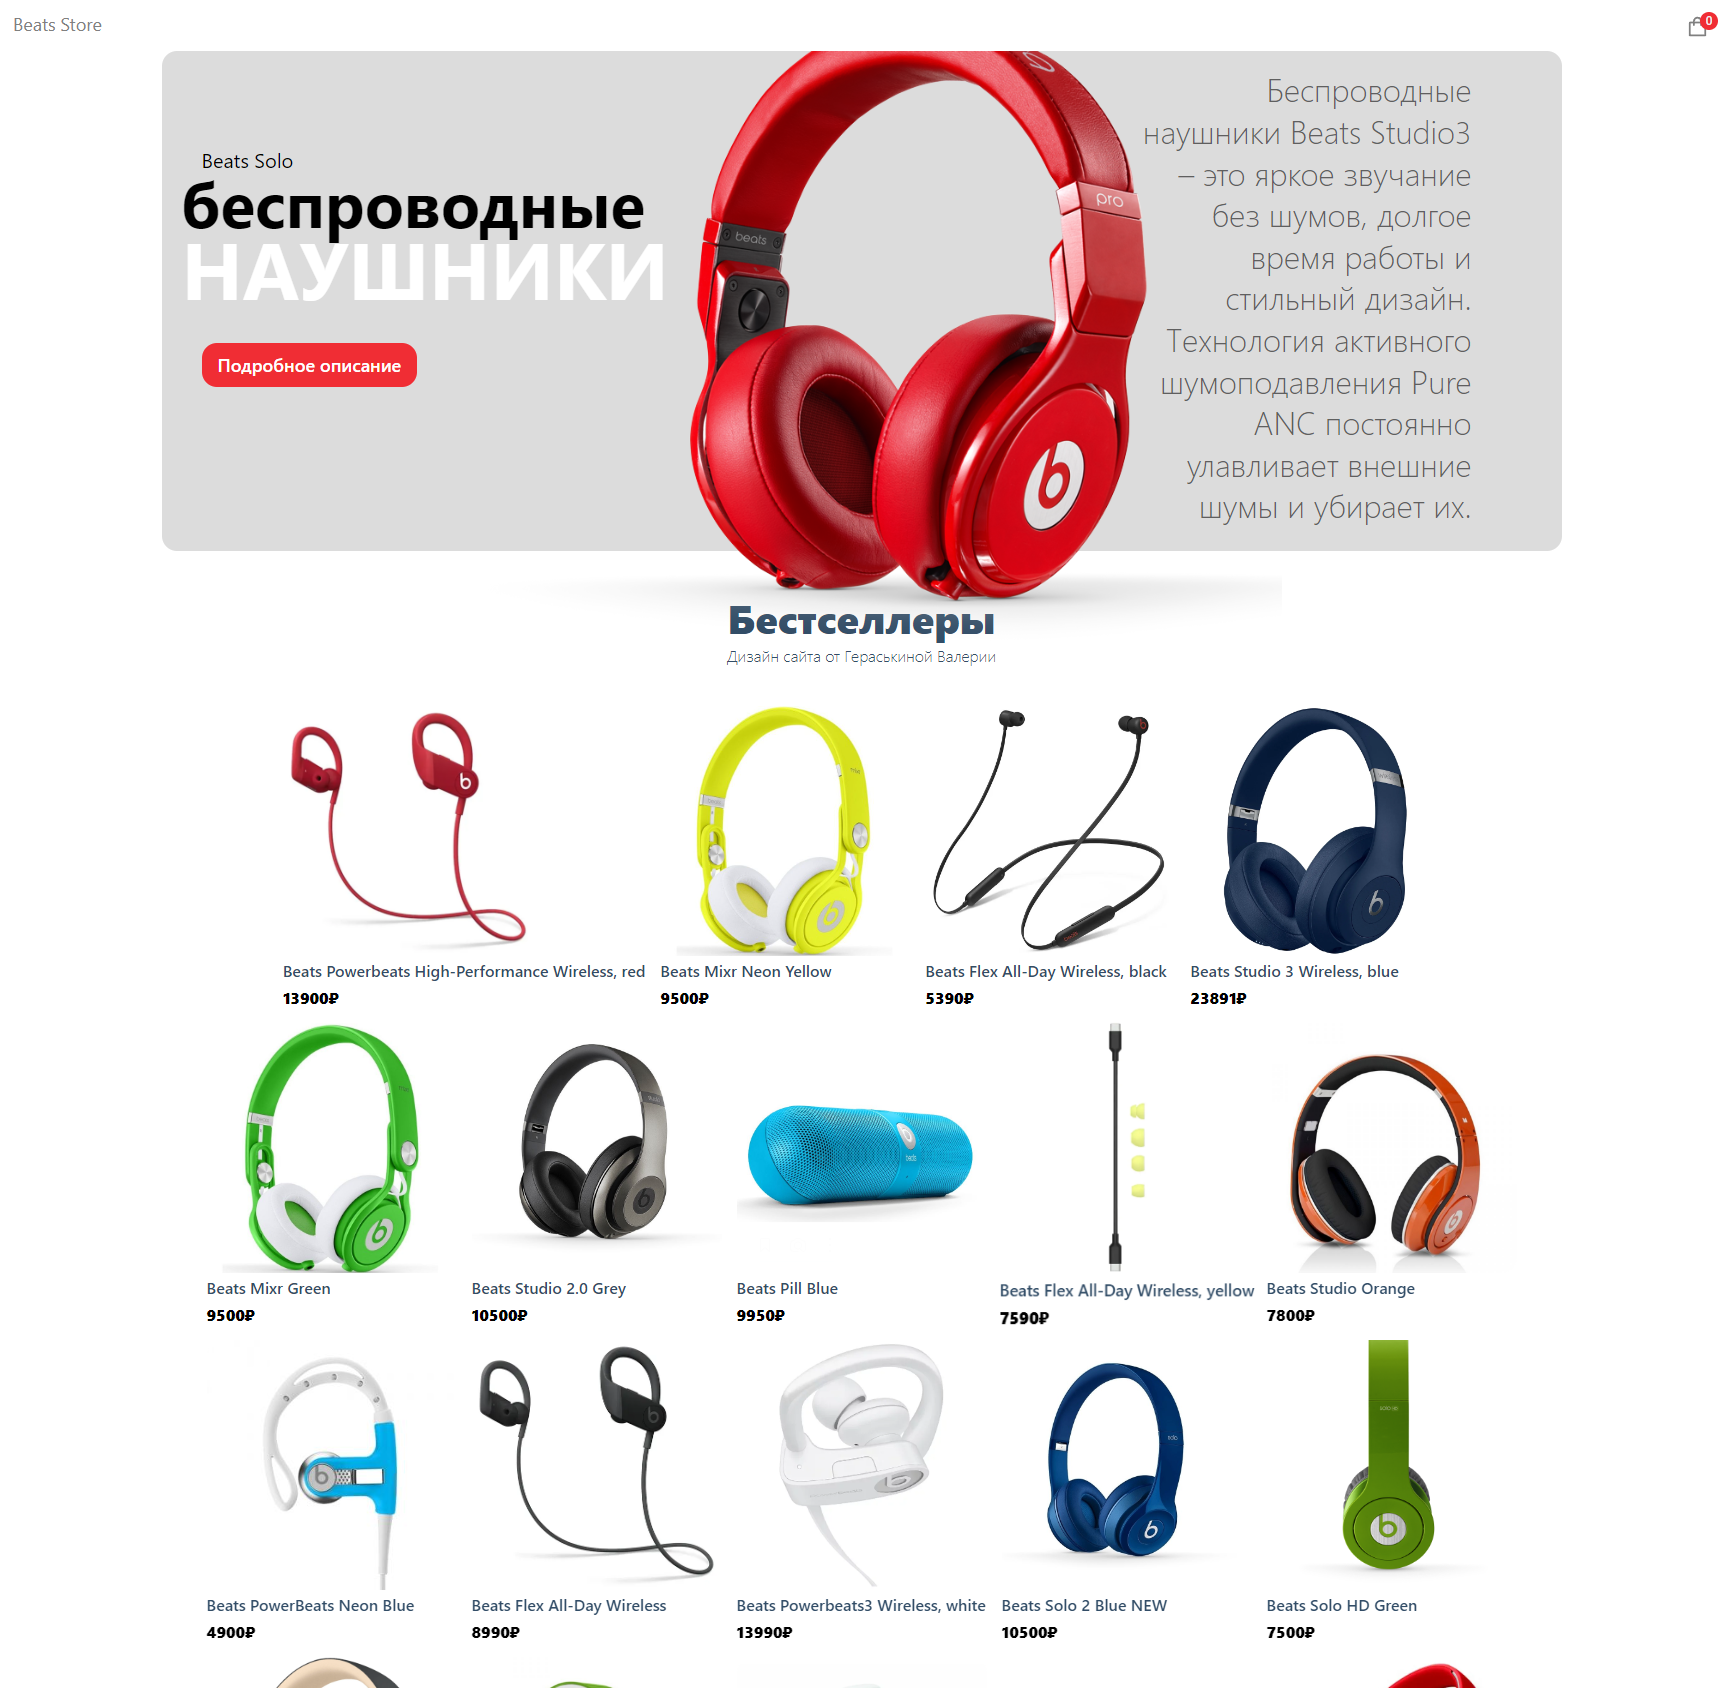 Beats Store
0
Beats Solo
беспроводные
НАУШНИКИ
Подробное описание
beats
pro
Беспроводные
наушники Beats Studio3
– это яркое звучание
без шумов, долгое
время работы и
стильный дизайн.
Технология активного
шумоподавления Pure
ANC постоянно
улавливает внешние
шумы и убирает их.
Бестселлеры
Дизайн сайта от Гераськиной Валерии
Beats Powerbeats High-Performance Wireless, red
13900₽
Beats Mixr Neon Yellow
9500₽
Beats Flex All-Day Wireless, black
5390₽
Beats Studio 3 Wireless, blue
23891₽
Beats Mixr Green
9500₽
Beats Studio 2.0 Grey
10500₽
Beats Pill Blue
9950₽
Beats Flex All-Day Wireless, yellow
7590₽
Beats Studio Orange
7800₽
Beats PowerBeats Neon Blue
4900₽
Beats Flex All-Day Wireless
8990₽
Beats Powerbeats3 Wireless, white
13990₽
Beats Solo 2 Blue NEW
10500₽
Beats Solo HD Green
7500₽